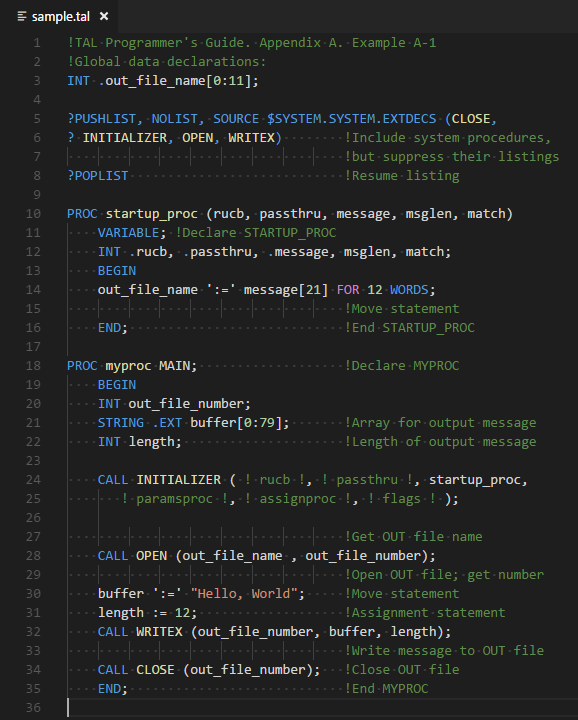 sample.tal ×
1 !TAL Programmer's Guide. Appendix A. Example A-1
2 !Global data declarations:
3 INT .out_file_name[0:11];
4
5 ?PUSHLIST, NOLIST, SOURCE $SYSTEM.SYSTEM.EXTDECS (CLOSE,
6 ? INITIALIZER, OPEN, WRITEX) !Include system procedures,
7 !but suppress their listings
8 ?POPLIST !Resume listing
9
10 PROC startup_proc (rucb, passthru, message, msglen, match)
11 VARIABLE; !Declare STARTUP_PROC
12 INT .rucb, .passthru, .message, msglen, match;
13 BEGIN
14 out_file_name ':=' message[21] FOR 12 WORDS;
15 !Move statement
16 END; !End STARTUP_PROC
17
18 PROC myproc MAIN; !Declare MYPROC
19 BEGIN
20 INT out_file_number;
21 STRING .EXT buffer[0:79]; !Array for output message
22 INT length; !Length of output message
23
24 CALL INITIALIZER ( ! rucb !, ! passthru !, startup_proc,
25 ! paramsproc !, ! assignproc !, ! flags ! );
26
27 !Get OUT file name
28 CALL OPEN (out_file_name , out_file_number);
29 !Open OUT file; get number
30 buffer ':=' "Hello, World"; !Move statement
31 length := 12; !Assignment statement
32 CALL WRITEX (out_file_number, buffer, length);
33 !Write message to OUT file
34 CALL CLOSE (out_file_number); !Close OUT file
35 END; !End MYPROC
36